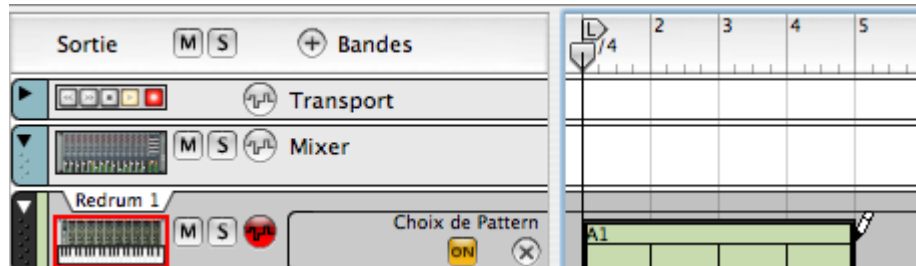 Sortie M S Bandes
L 2 3 4 5
/4
Transport
M S Mixer
Redrum 1
M S Choix de Pattern
ON
A1